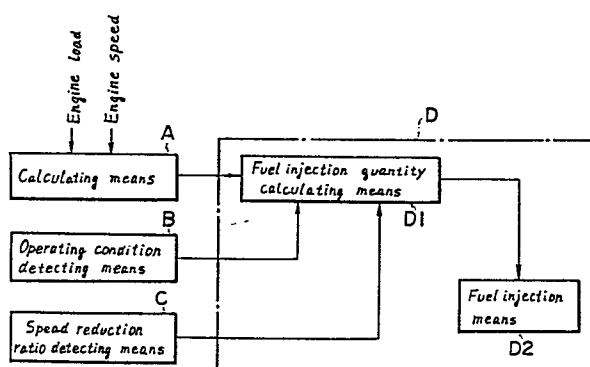 Engine load
Engine speed
A
Calculating means
B
Operating condition
detecting means
C
Spead reduction
ratio detecting means
D
Fuel injection quantity
calculating means
D1
Fuel injection
means
D2